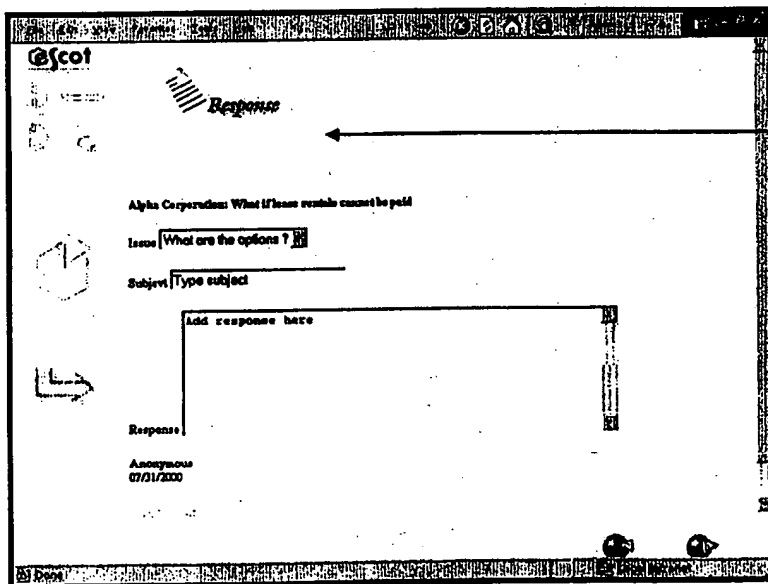 escot
Response
Alpha Corporation: What if lease rentals cannot be paid
Issue What are the options ?
Subject Type subject
Add response here
Response
Anonymous
07/31/2000
Done